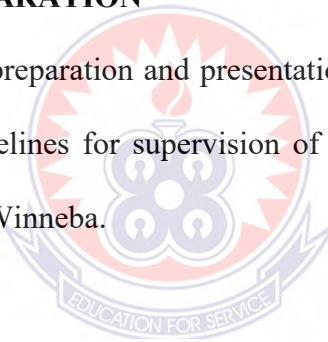 ARATION
preparation and presentatio
elines for supervision of
Winneba.
EDUCATION FOR SERVICE